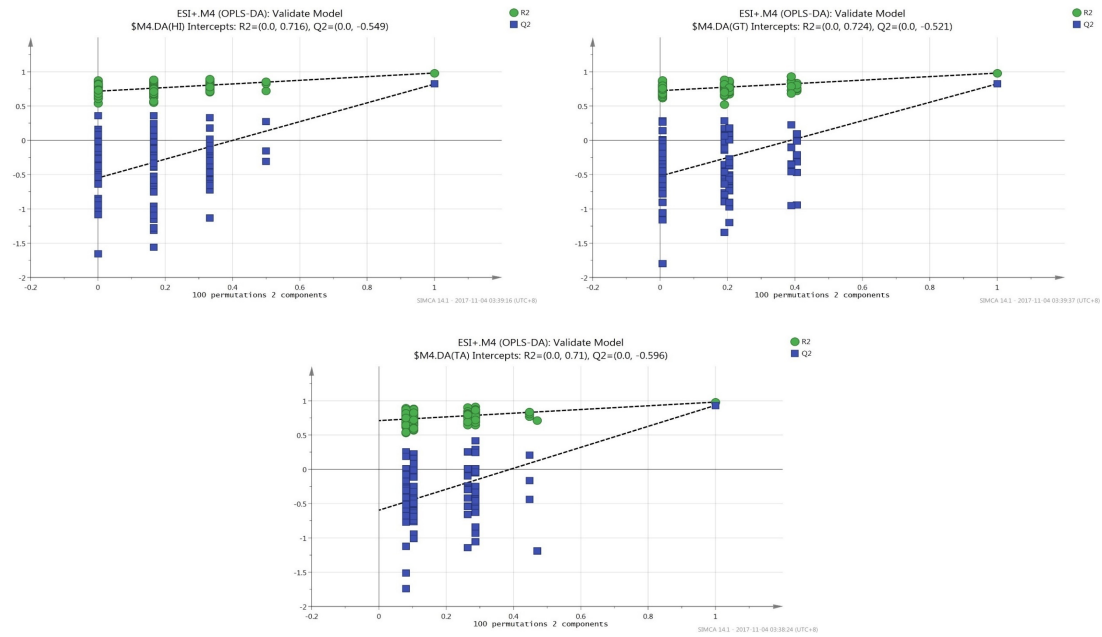 ESI+.M4 (OPLS-DA): Validate Model
$M4.DA(HI) Intercepts: R2=(0.0, 0.716), Q2=(0.0, -0.549)
R2
Q2
1
0.5
0
-0.5
-1
-1.5
-2
-0.2 0 0.2 0.4 0.6 0.8 1
100 permutations 2 components
SIMCA 14.1 - 2017-11-04 03:39:16 (UTC+8)
ESI+.M4 (OPLS-DA): Validate Model
$M4.DA(GT) Intercepts: R2=(0.0, 0.724), Q2=(0.0, -0.521)
R2
Q2
1
0.5
0
-0.5
-1
-1.5
-2
-0.2 0 0.2 0.4 0.6 0.8 1
100 permutations 2 components
SIMCA 14.1 - 2017-11-04 03:39:37 (UTC+8)
ESI+.M4 (OPLS-DA): Validate Model
$M4.DA(TA) Intercepts: R2=(0.0, 0.71), Q2=(0.0, -0.596)
R2
Q2
1
0.5
0
-0.5
-1
-1.5
-2
-0.2 0 0.2 0.4 0.6 0.8 1
100 permutations 2 components
SIMCA 14.1 - 2017-11-04 03:38:24 (UTC+8)